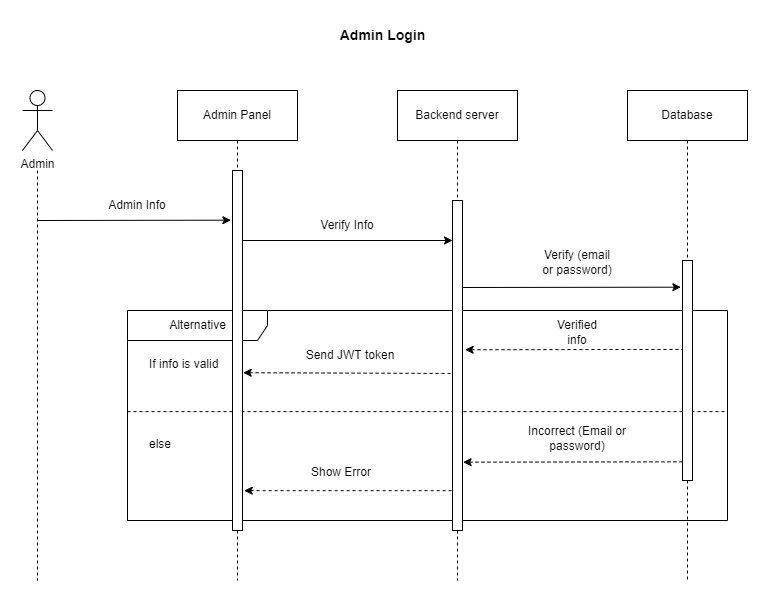 Admin Login
Admin Panel
Backend server
Database
Admin
Admin Info
Verify Info
Verify (email
or password)
Alternative
Verified
info
If info is valid
Send JWT token
else
Incorrect (Email or
password)
Show Error